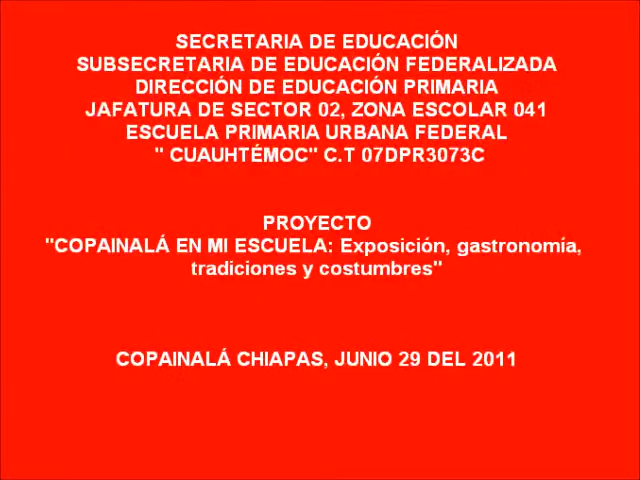 SECRETARIA DE EDUCACIÓN
SUBSECRETARIA DE EDUCACIÓN FEDERALIZADA
DIRECCIÓN DE EDUCACIÓN PRIMARIA
JAFATURA DE SECTOR 02, ZONA ESCOLAR 041
ESCUELA PRIMARIA URBANA FEDERAL
" CUAUHTÉMOC" C.T 07DPR3073C
PROYECTO
"COPAINALÁ EN MI ESCUELA: Exposición, gastronomía,
tradiciones y costumbres"
COPAINALÁ CHIAPAS, JUNIO 29 DEL 2011